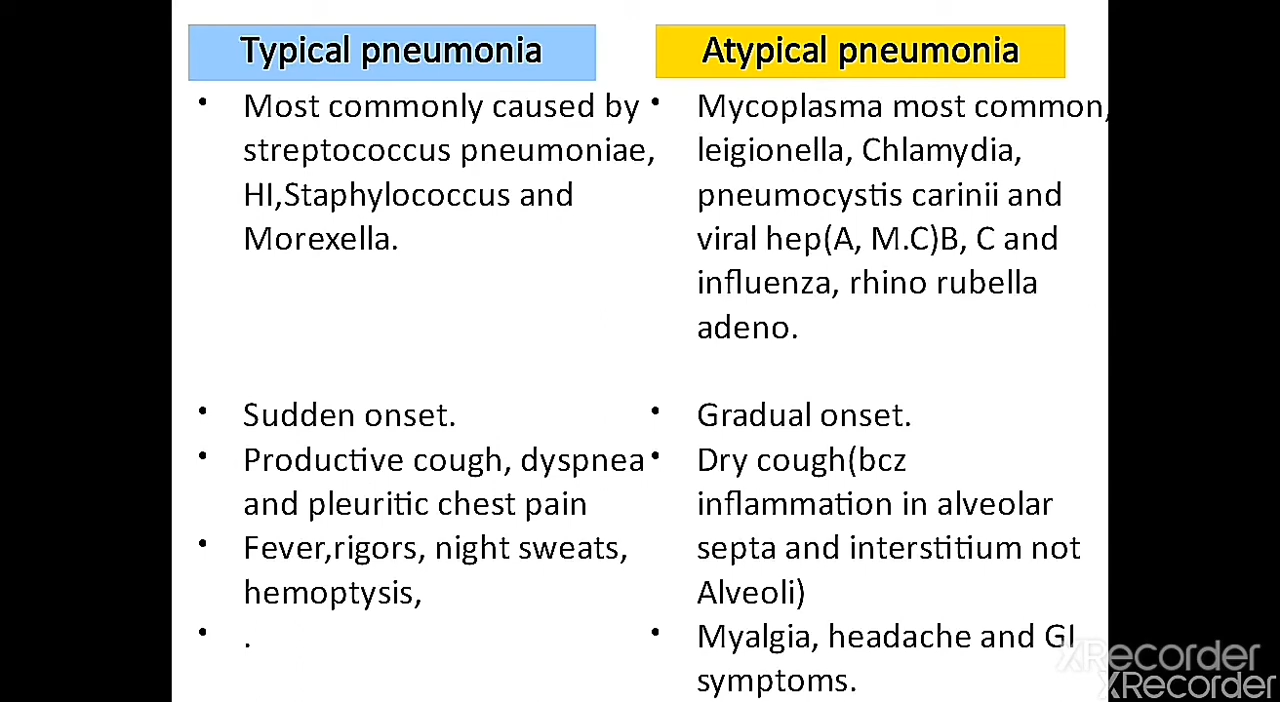 Typical pneumonia
• Most commonly caused by
streptococcus pneumoniae,
HI,Staphylococcus and
Morexella.
• Sudden onset.
• Productive cough, dyspnea
and pleuritic chest pain
• Fever,rigors, night sweats,
hemoptysis,
• .
Atypical pneumonia
• Mycoplasma most common,
leigionella, Chlamydia,
pneumocystis carinii and
viral hep(A, M.C)B, C and
influenza, rhino rubella
adeno.
• Gradual onset.
• Dry cough(bcz
inflammation in alveolar
septa and interstitium not
Alveoli)
• Myalgia, headache and GI
symptoms.
XRecorder
XRecorder